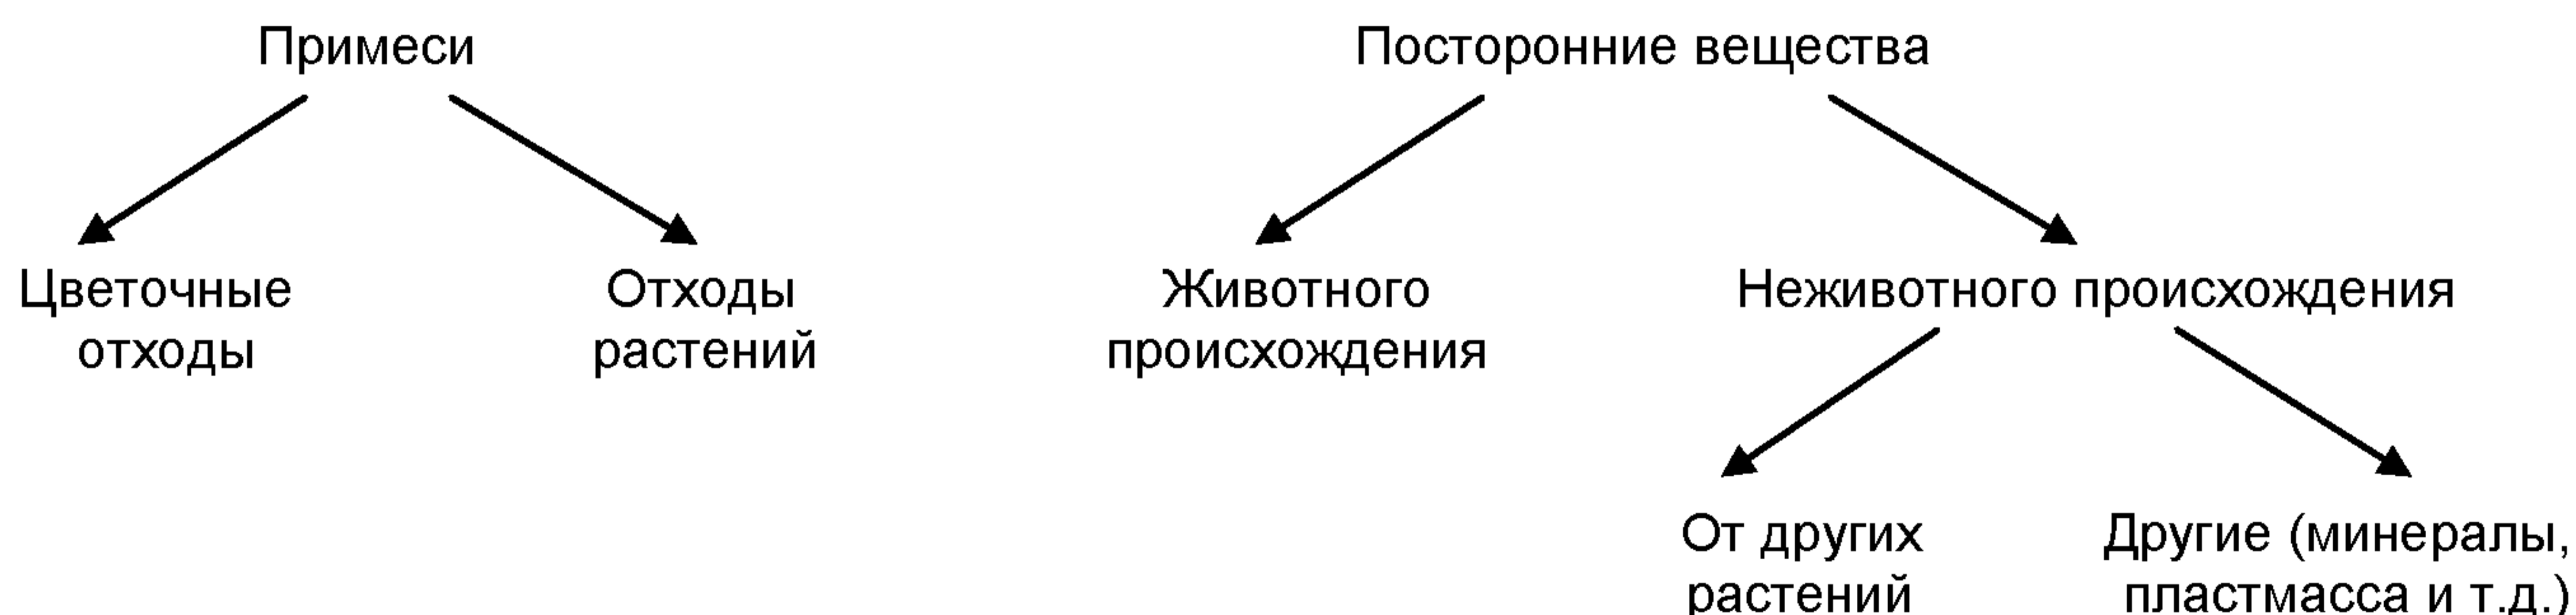 Примеси
Посторонние вещества
Цветочные
отходы
Отходы
растений
Животного
происхождения
Неживотного происхождения
От других
растений
Другие (минералы,
пластмасса и т.д.)